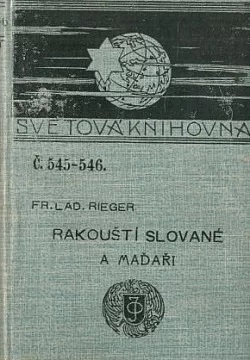 SVĚTOVÁ KNIHOVNA
Č. 545-546.
FR. LAD. RIEGER
RAKOUŠTÍ SLOVANÉ
A MAĎAŘI